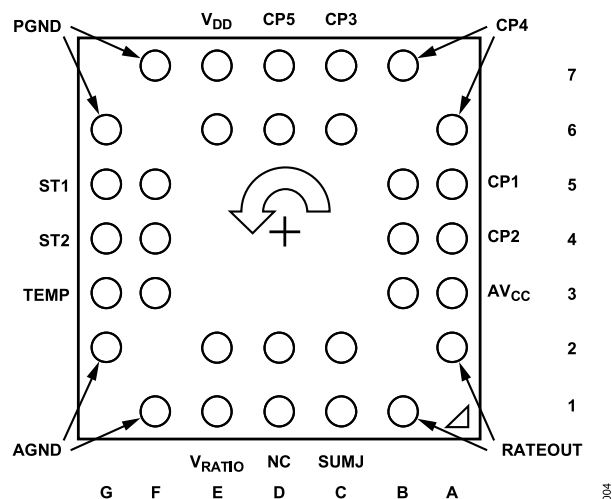 PGND VDD CP5 CP3 CP4
7
6
ST1 CP1 5
ST2 CP2 4
TEMP AVCC 3
2
1
AGND VRATIO NC SUMJ RATEOUT
G F E D C B A
004